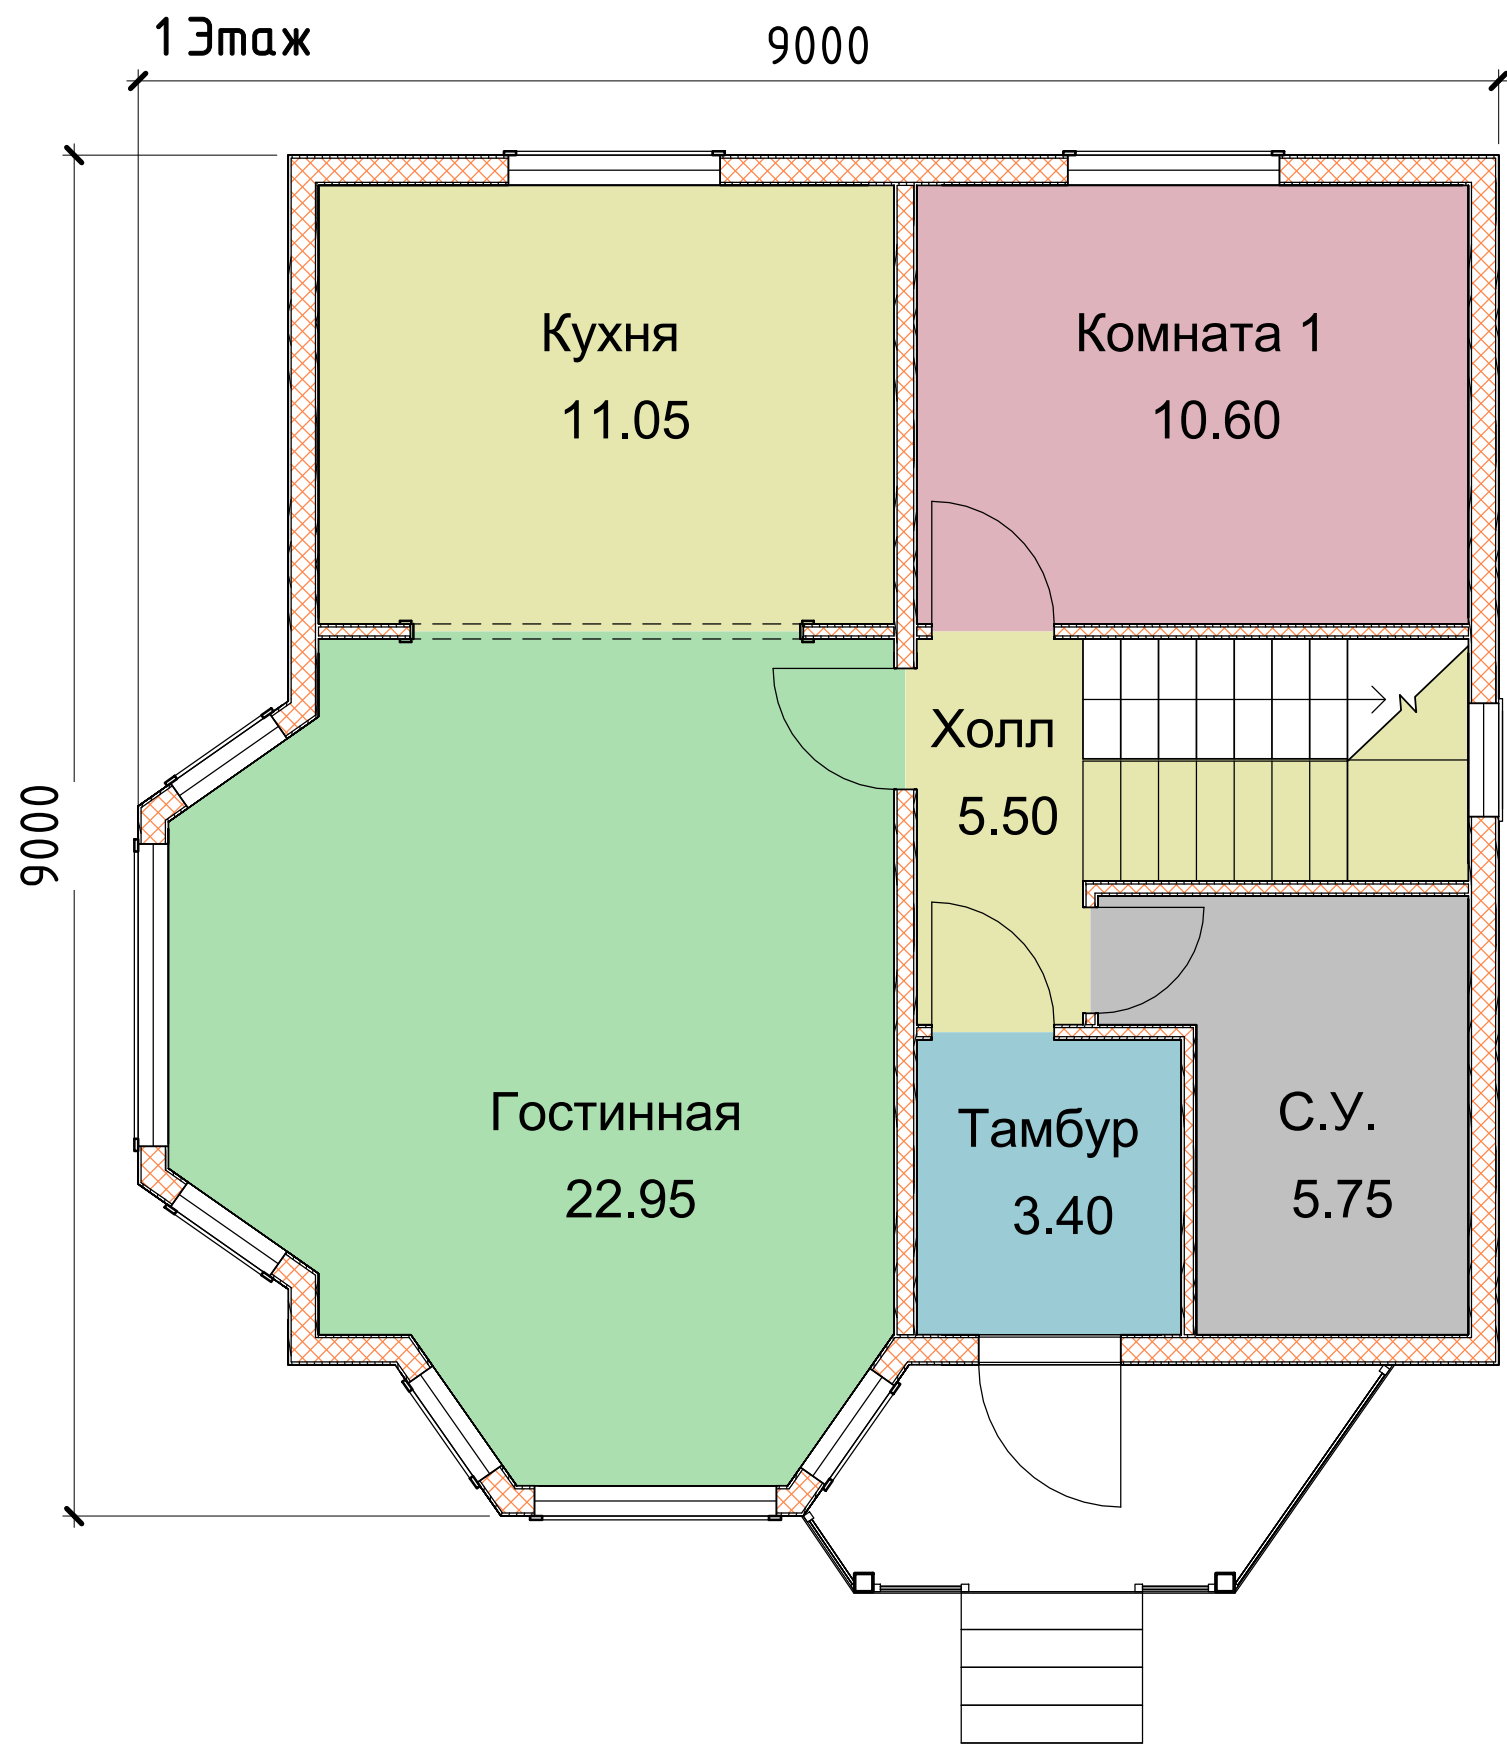 1 Этаж
9000
9000
Кухня
11.05
Комната 1
10.60
Холл
5.50
Гостинная
22.95
Тамбур
3.40
С.У.
5.75